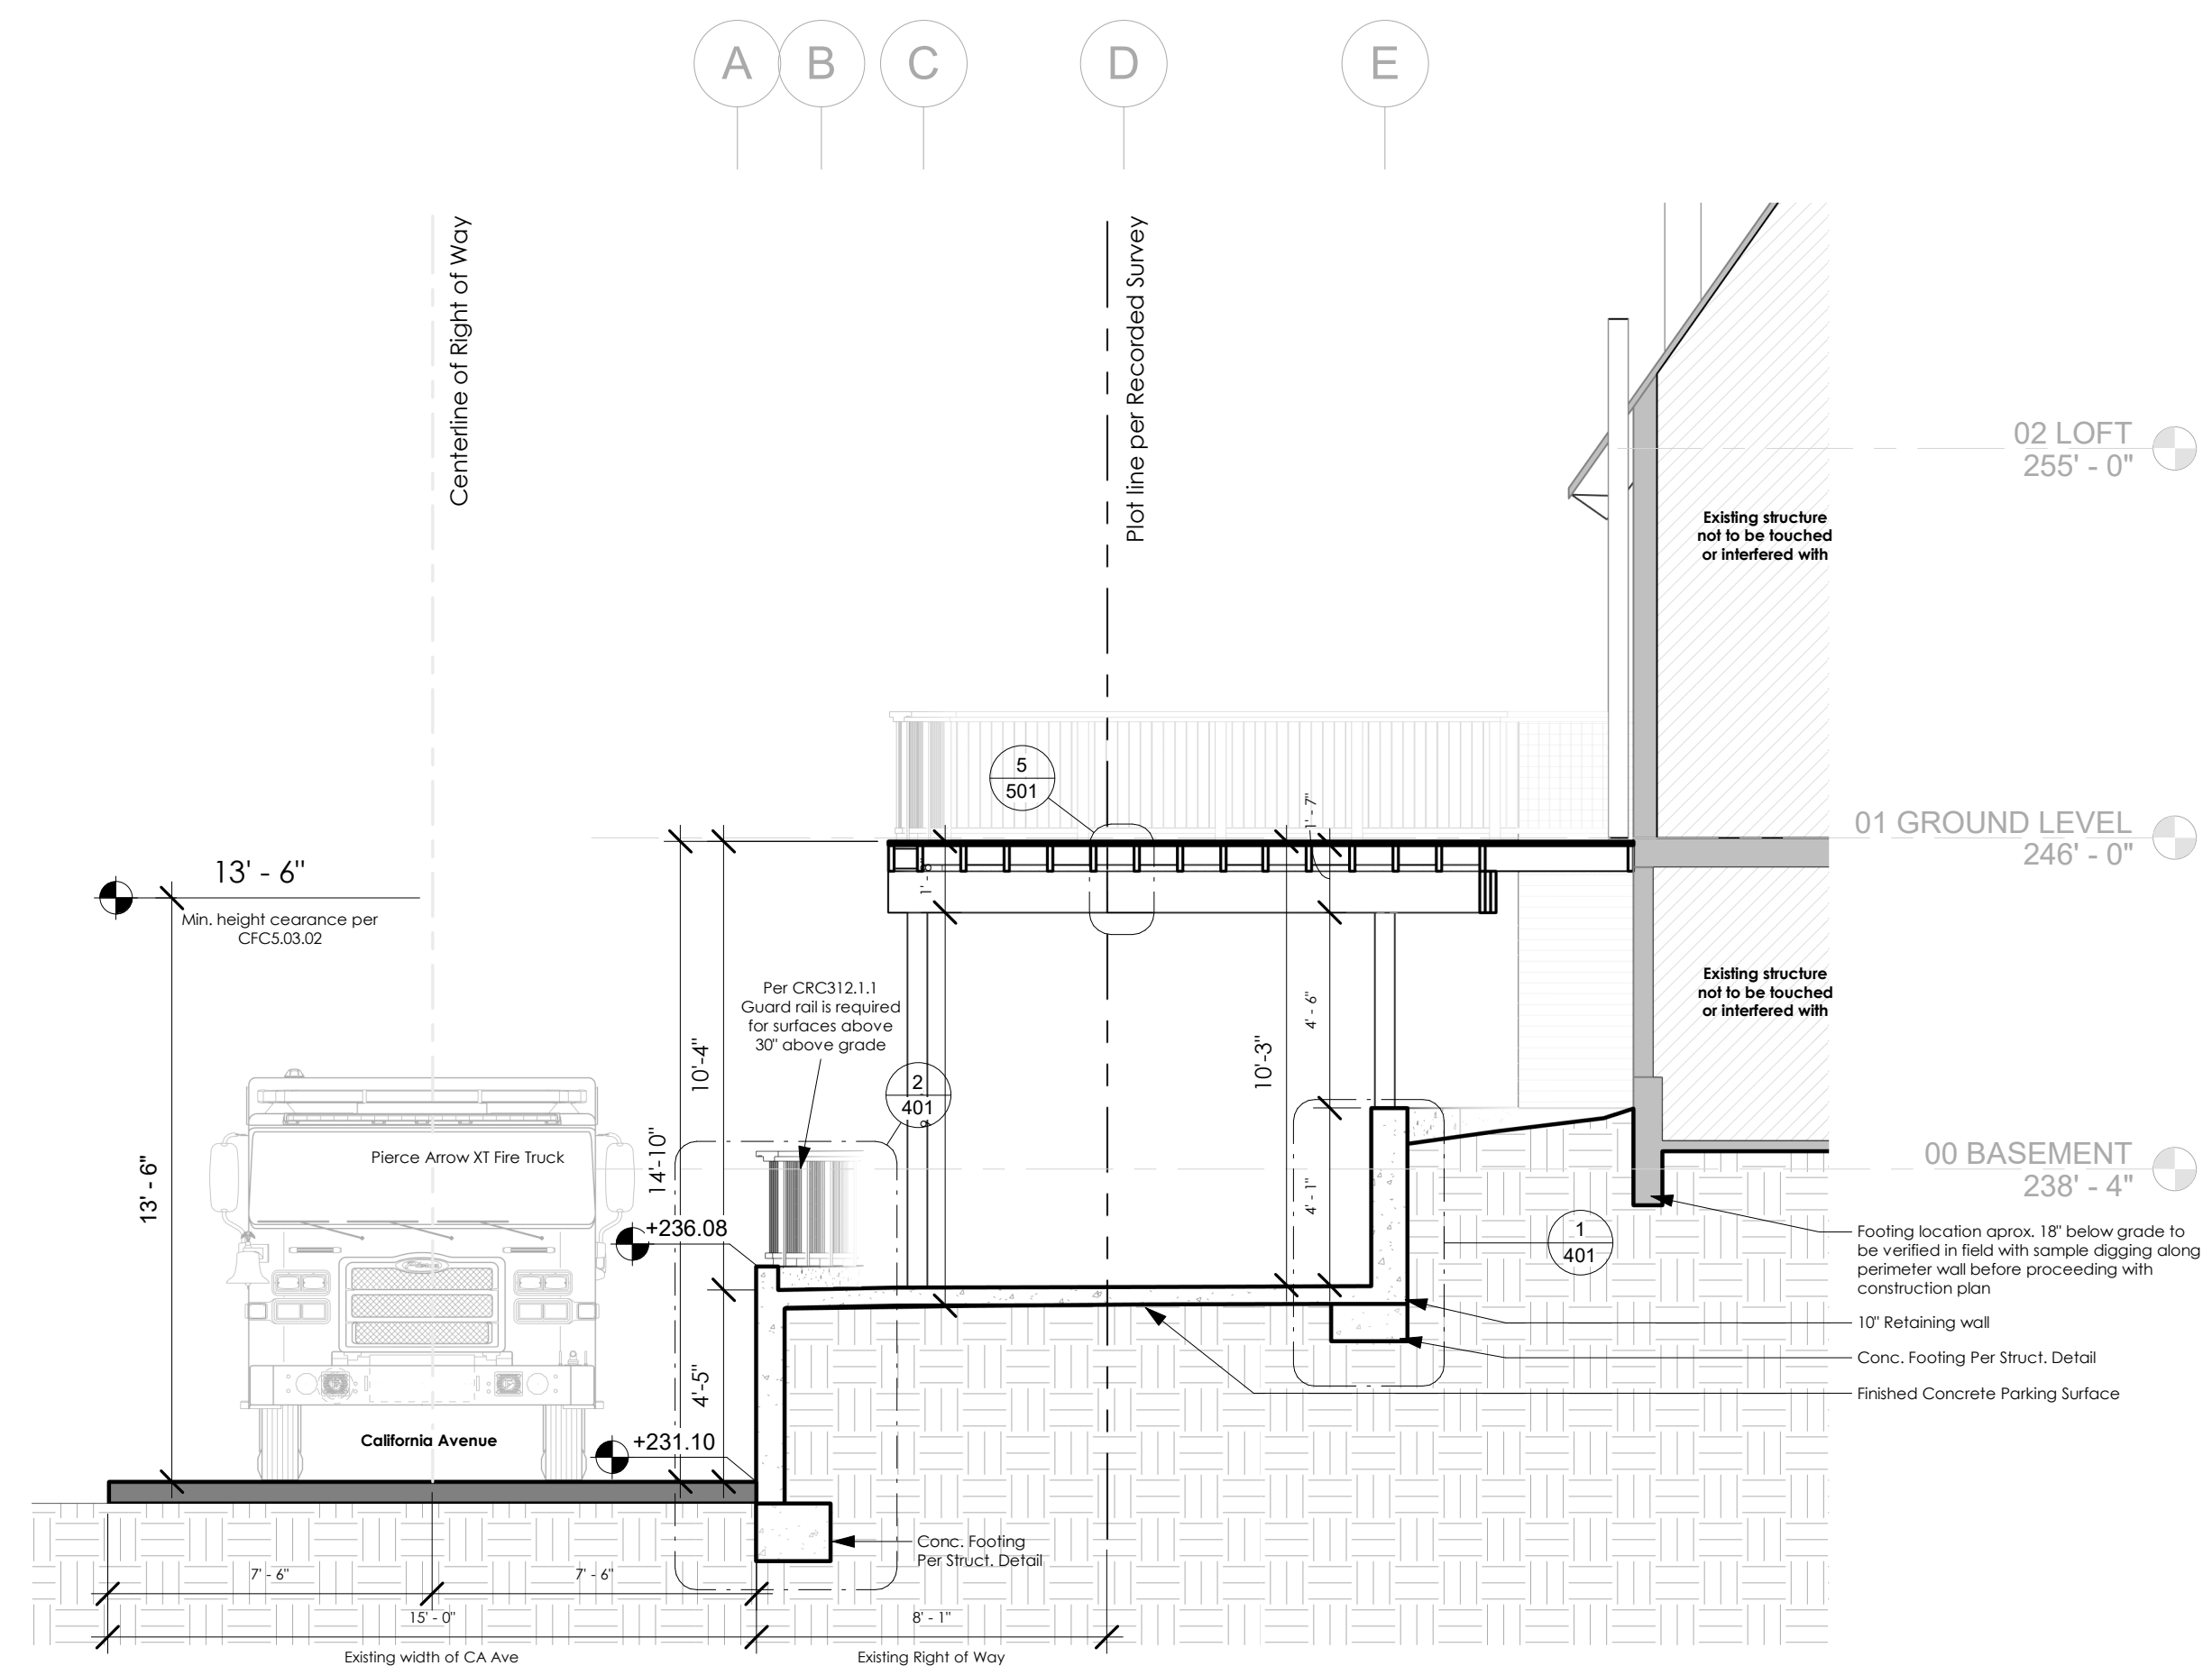 A
B
C
D
E
Centerline of Right of Way
Plot line per Recorded Survey
02 LOFT
255' - 0"
Existing structure
not to be touched
or interfered with
5
501
1' - 7"
01 GROUND LEVEL
246' - 0"
13' - 6"
Min. height cearance per
CFC5.03.02
Per CRC312.1.1
Guard rail is required
for surfaces above
30" above grade
Existing structure
not to be touched
or interfered with
4' - 6"
10'-4"
10'-3"
2
401
Pierce Arrow XT Fire Truck
14'-10"
13' - 6"
4' - 1"
00 BASEMENT
238' - 4"
+236.08
1
401
Footing location aprox. 18" below grade to
be verified in field with sample digging along
perimeter wall before proceeding with
construction plan
10" Retaining wall
Conc. Footing Per Struct. Detail
Finished Concrete Parking Surface
4'-5"
California Avenue
+231.10
Conc. Footing
Per Struct. Detail
7' - 6"
7' - 6"
15' - 0"
8' - 1"
Existing width of CA Ave
Existing Right of Way